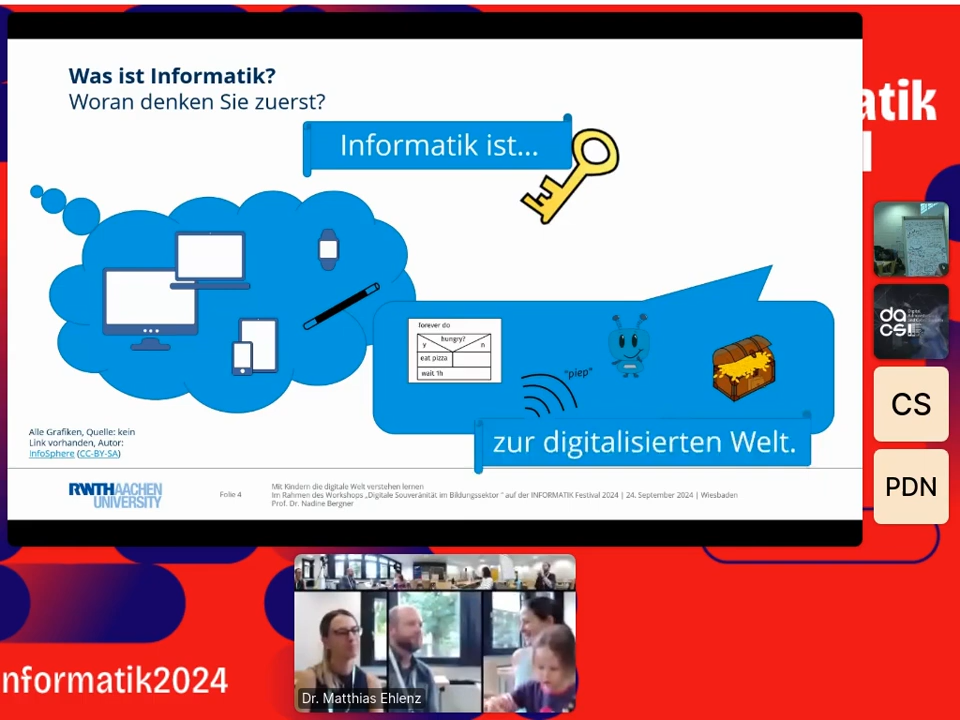 Was ist Informatik?
Woran denken Sie zuerst?
Informatik ist...
forever do
hungry?
y n
eat pizza
wait 1h
"piep"
zur digitalisierten Welt.
Alle Grafiken, Quelle: kein
Link vorhanden, Autor:
InfoSphere (CC-BY-SA)
RWTHAACHEN
UNIVERSITY
Folie 4
Mit Kindern die digitale Welt verstehen lernen
Im Rahmen des Workshops „Digitale Souveränität im Bildungssektor " auf der INFORMATIK Festival 2024 | 24. September 2024 | Wiesbaden
Prof. Dr. Nadine Bergner
atik
da
CS
CS
PDN
nformatik2024
Dr. Matthias Ehlenz